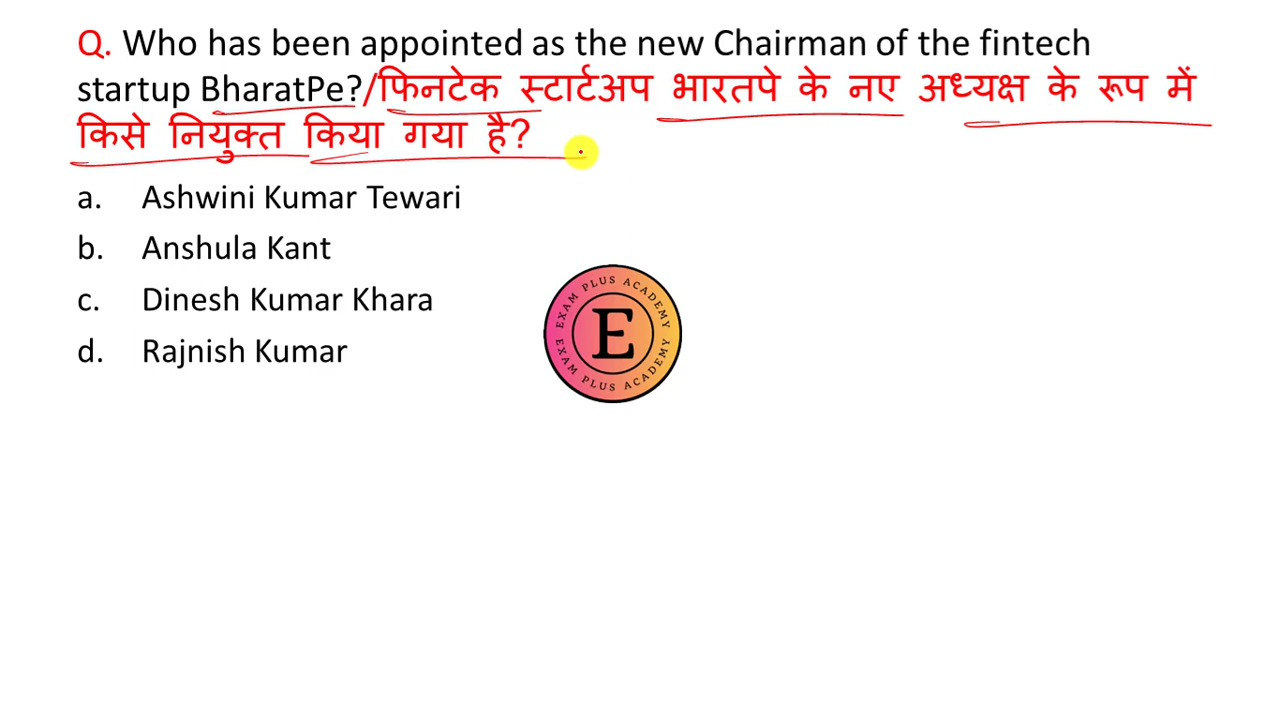 Q. Who has been appointed as the new Chairman of the fintech
startup BharatPe?/फिनटेक स्टार्टअप भारतपे के नए अध्यक्ष के रूप में
किसे नियुक्त किया गया है?
a. Ashwini Kumar Tewari
b. Anshula Kant
c. Dinesh Kumar Khara
d. Rajnish Kumar
EXAM PLUS ACADEMY
E
EXAM PLUS ACADEMY